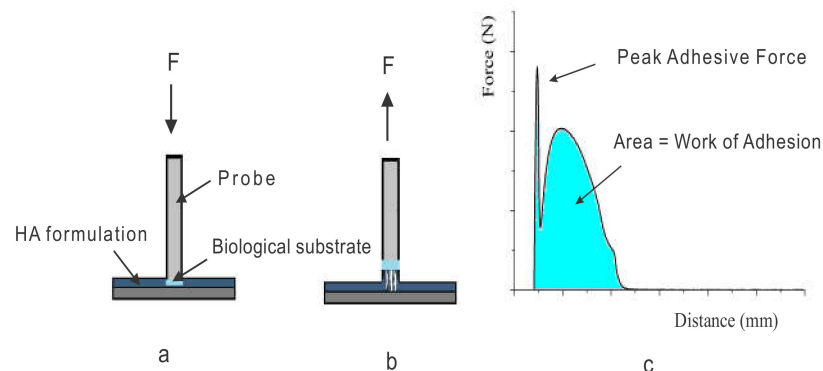 F
Probe
HA formulation
Biological substrate
a
F
b
Force (N)
Peak Adhesive Force
Area = Work of Adhesion
Distance (mm)
c